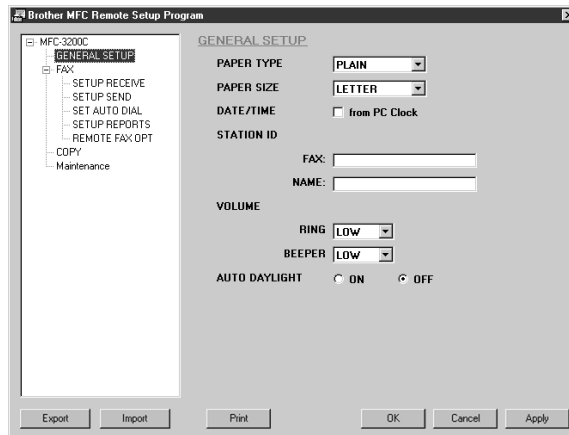 Brother MFC Remote Setup Program
MFC-3200C
GENERAL SETUP
FAX
SETUP RECEIVE
SETUP SEND
SET AUTO DIAL
SETUP REPORTS
REMOTE FAX OPT
COPY
Maintenance
GENERAL SETUP
PAPER TYPE PLAIN
PAPER SIZE LETTER
DATE/TIME from PC Clock
STATION ID
FAX:
NAME:
VOLUME
RING LOW
BEEPER LOW
AUTO DAYLIGHT ON OFF
Export Import Print OK Cancel Apply